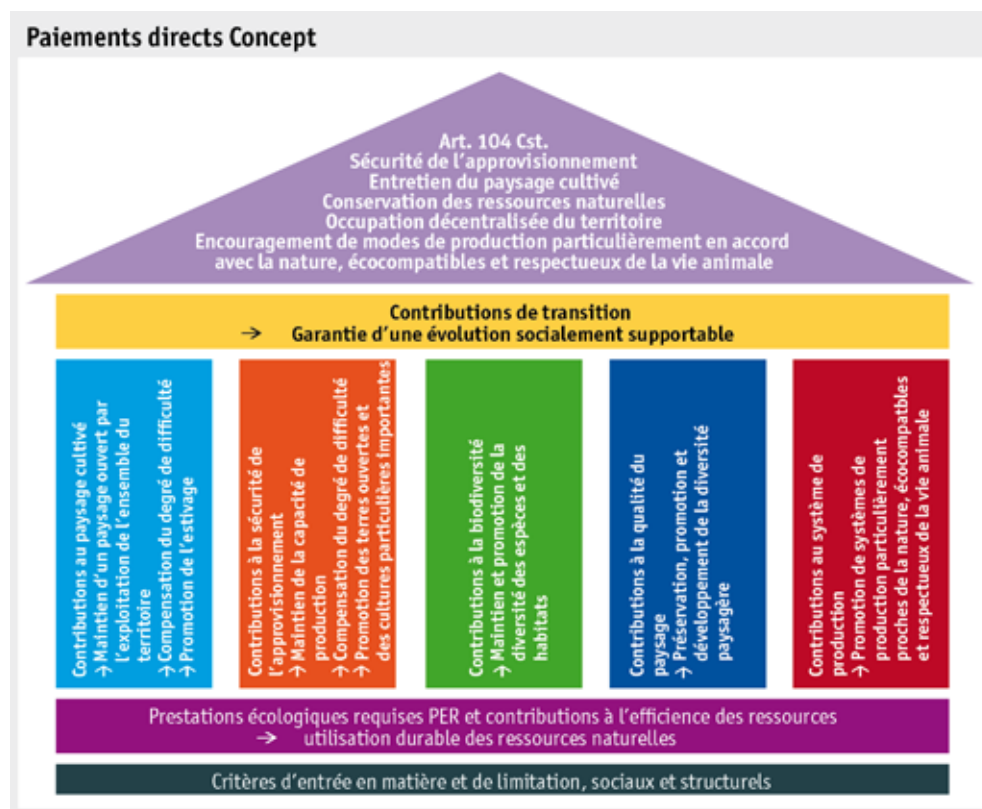 Paiements directs Concept
Art. 104 Cst.
Sécurité de l'approvisionnement
Entretien du paysage cultivé
Conservation des ressources naturelles
Occupation décentralisée du territoire
Encouragement de modes de production particulièrement en accord
avec la nature, écocompatibles et respectueux de la vie animale
Contributions de transition
→ Garantie d'une évolution socialement supportable
Contributions au paysage cultivé
→ Maintien d'un paysage ouvert par
l'exploitation de l'ensemble du
territoire
→ Compensation du degré de difficulté
→ Promotion de l'estivage
Contributions à la sécurité de
l'approvisionnement
→ Maintien de la capacité de
production
→ Compensation du degré de difficulté
→ Promotion des terres ouvertes et
des cultures particulières importantes
Contributions à la biodiversité
→ Maintien et promotion de la
diversité des espèces et des
habitats
Contributions à la qualité du
paysage
→ Préservation, promotion et
développement de la diversité
paysagère
Contributions au système de
production
→ Promotion de systèmes de
production particulièrement
proches de la nature, écocompatbles
et respectueux de la vie animale
Prestations écologiques requises PER et contributions à l'efficience des ressources
→ utilisation durable des ressources naturelles
Critères d'entrée en matière et de limitation, sociaux et structurels